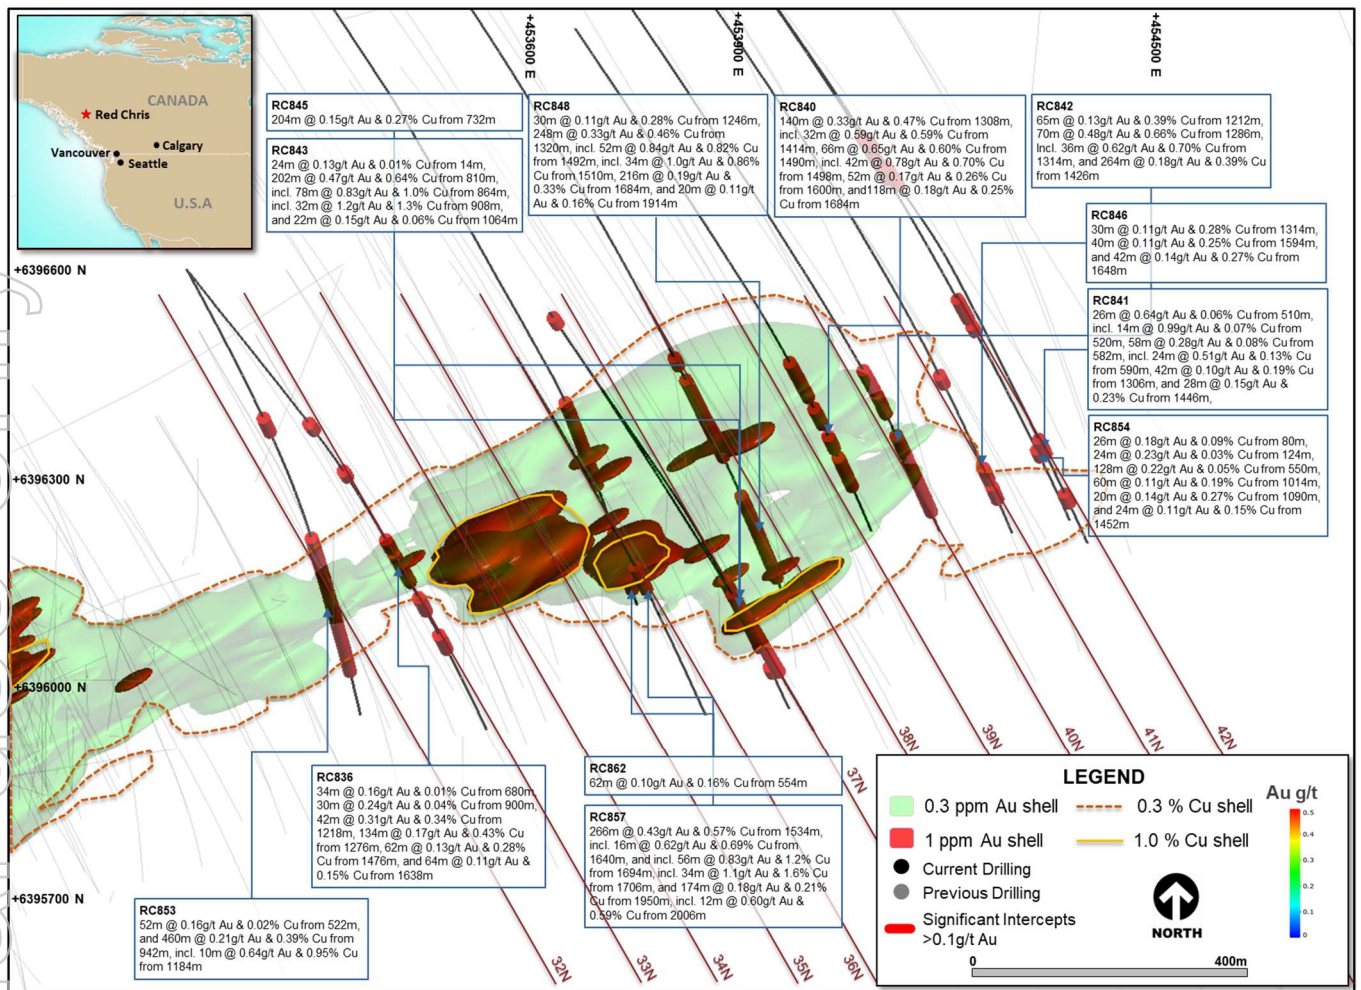 CANADA
Red Chris
Vancouver
Calgary
Seattle
U.S.A
+453600 E
+453900 E
+454500 E
+6396600 N
+6396300 N
+6396000 N
+6395700 N
RC845
204m @ 0.15g/t Au & 0.27% Cu from 732m
RC843
24m @ 0.13g/t Au & 0.01% Cu from 14m,
202m @ 0.47g/t Au & 0.64% Cu from 810m,
incl. 78m @ 0.83g/t Au & 1.0% Cu from 864m,
incl. 32m @ 1.2g/t Au & 1.3% Cu from 908m,
and 22m @ 0.15g/t Au & 0.06% Cu from 1064m
RC848
30m @ 0.11g/t Au & 0.28% Cu from 1246m,
248m @ 0.33g/t Au & 0.46% Cu from
1320m, incl. 52m @ 0.84g/t Au & 0.82% Cu
from 1492m, incl. 34m @ 1.0g/t Au & 0.86%
Cu from 1510m, 216m @ 0.19g/t Au &
0.33% Cu from 1684m, and 20m @ 0.11g/t
Au & 0.16% Cu from 1914m
RC840
140m @ 0.33g/t Au & 0.47% Cu from 1308m,
incl. 32m @ 0.59g/t Au & 0.59% Cu from
1414m, 66m @ 0.65g/t Au & 0.60% Cu from
1490m, incl. 42m @ 0.78g/t Au & 0.70% Cu
from 1498m, 52m @ 0.17g/t Au & 0.26% Cu
from 1600m, and118m @ 0.18g/t Au & 0.25%
Cu from 1684m
RC842
65m @ 0.13g/t Au & 0.39% Cu from 1212m,
70m @ 0.48g/t Au & 0.66% Cu from 1286m,
Incl. 36m @ 0.62g/t Au & 0.70% Cu from
1314m, and 264m @ 0.18g/t Au & 0.39% Cu
from 1426m
RC846
30m @ 0.11g/t Au & 0.28% Cu from 1314m,
40m @ 0.11g/t Au & 0.25% Cu from 1594m,
and 42m @ 0.14g/t Au & 0.27% Cu from
1648m
RC841
26m @ 0.64g/t Au & 0.06% Cu from 510m,
incl. 14m @ 0.99g/t Au & 0.07% Cu from
520m, 58m @ 0.28g/t Au & 0.08% Cu from
582m, incl. 24m @ 0.51g/t Au & 0.13% Cu
from 590m, 42m @ 0.10g/t Au & 0.19% Cu
from 1306m, and 28m @ 0.15g/t Au &
0.23% Cu from 1446m,
RC854
26m @ 0.18g/t Au & 0.09% Cu from 80m,
24m @ 0.23g/t Au & 0.03% Cu from 124m,
128m @ 0.22g/t Au & 0.05% Cu from 550m,
60m @ 0.11g/t Au & 0.19% Cu from 1014m,
20m @ 0.14g/t Au & 0.27% Cu from 1090m,
and 24m @ 0.11g/t Au & 0.15% Cu from
1452m
RC836
34m @ 0.16g/t Au & 0.01% Cu from 680m,
30m @ 0.24g/t Au & 0.04% Cu from 900m,
42m @ 0.31g/t Au & 0.34% Cu from
1218m, 134m @ 0.17g/t Au & 0.43% Cu
from 1276m, 62m @ 0.13g/t Au & 0.28%
Cu from 1476m, and 64m @ 0.11g/t Au &
0.15% Cu from 1638m
RC853
52m @ 0.16g/t Au & 0.02% Cu from 522m,
and 460m @ 0.21g/t Au & 0.39% Cu from
942m, incl. 10m @ 0.64g/t Au & 0.95% Cu
from 1184m
RC862
62m @ 0.10g/t Au & 0.16% Cu from 554m
RC857
266m @ 0.43g/t Au & 0.57% Cu from 1534m,
incl. 16m @ 0.62g/t Au & 0.69% Cu from
1640m, and incl. 56m @ 0.83g/t Au & 1.2% Cu
from 1694m, incl. 34m @ 1.1g/t Au & 1.6% Cu
from 1706m, and 174m @ 0.18g/t Au & 0.21%
Cu from 1950m, incl. 12m @ 0.60g/t Au &
0.59% Cu from 2006m
32N
33N
34N
35N
36N
37N
38N
39N
40N
41N
42N
LEGEND
0.3 ppm Au shell
0.3 % Cu shell
1 ppm Au shell
1.0 % Cu shell
Current Drilling
Previous Drilling
Significant Intercepts
>0.1g/t Au
NORTH
0
400m
Au g/t
0.5
0.4
0.3
0.2
0.1
0